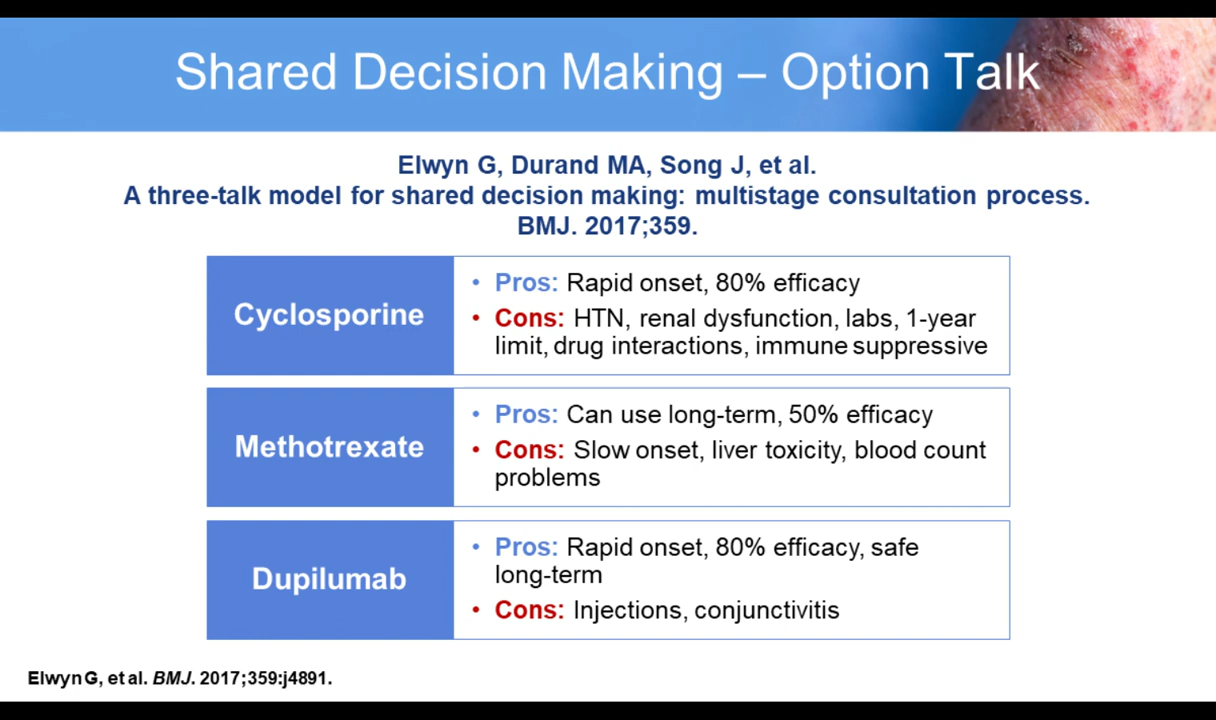 Shared Decision Making – Option Talk
Elwyn G, Durand MA, Song J, et al.
A three-talk model for shared decision making: multistage consultation process.
BMJ. 2017;359.
Cyclosporine
• Pros: Rapid onset, 80% efficacy
• Cons: HTN, renal dysfunction, labs, 1-year
limit, drug interactions, immune suppressive
Methotrexate
• Pros: Can use long-term, 50% efficacy
• Cons: Slow onset, liver toxicity, blood count
problems
Dupilumab
• Pros: Rapid onset, 80% efficacy, safe
long-term
• Cons: Injections, conjunctivitis
Elwyn G, et al. BMJ. 2017;359:j4891.